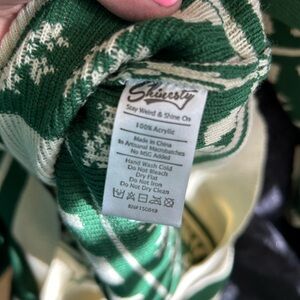 Shinesty
Stay Weird & Shine On
100% Acrylic
Made in China
In Artisanal Macrobatches
No MSG Added
Hand Wash Cold
Do Not Bleach
Dry Flat
Do Not Iron
Do Not Dry Clean